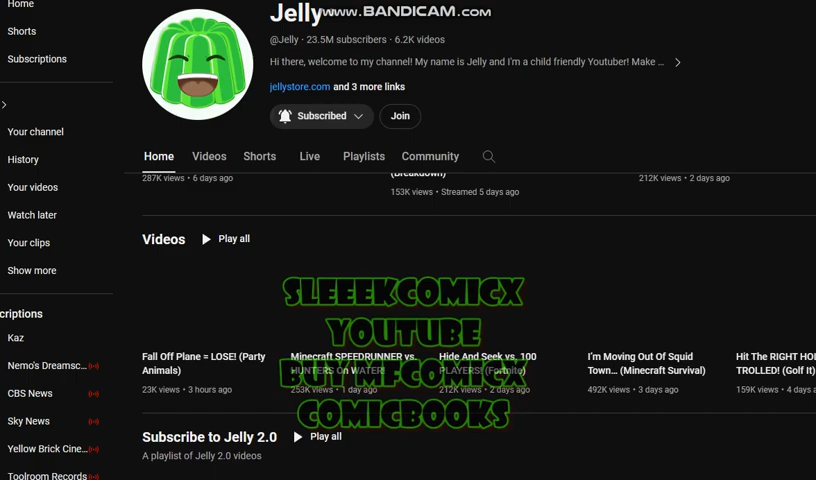 Home
Jelly
WWW.BANDICAM.COM
Shorts
@Jelly · 23.5M subscribers · 6.2K videos
Subscriptions
Hi there, welcome to my channel! My name is Jelly and I'm a child friendly Youtuber! Make ...
jellystore.com and 3 more links
Subscribed
Join
Your channel
Home
Videos
Shorts
Live
Playlists
Community
History
287K views • 6 days ago
(Breakdown)
153K views • Streamed 5 days ago
212K views • 2 days ago
Your videos
Watch later
Your clips
Show more
Videos
Play all
criptions
Kaz
Nemo's Dreamsc...
CBS News
Sky News
Yellow Brick Cine...
Toolroom Records
SLEEEKCOMICX
YOUTUBE
BUY MFCOMICX
COMICBOOKS
Fall Off Plane = LOSE! (Party
Animals)
23K views • 3 hours ago
Minecraft SPEEDRUNNER vs.
HUNTERS On WATER!
253K views • 1 day ago
Hide And Seek vs. 100
PLAYERS! (Fortnite)
212K views • 2 days ago
I'm Moving Out Of Squid
Town... (Minecraft Survival)
492K views • 3 days ago
Hit The RIGHT HO
TROLLED! (Golf It)
159K views • 4 days a
Subscribe to Jelly 2.0
Play all
A playlist of Jelly 2.0 videos